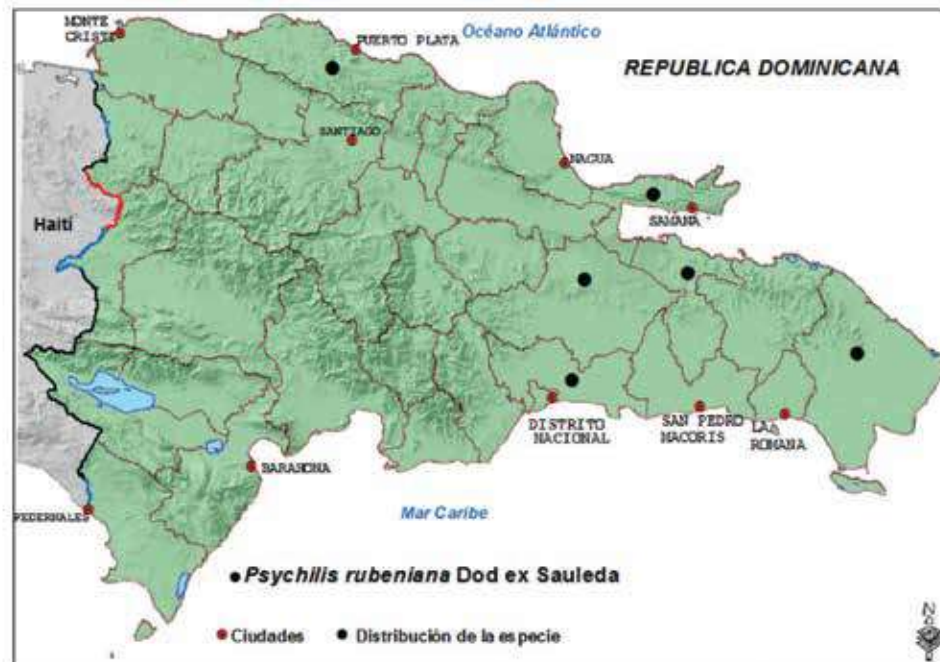 MONTE
CRISTI
PUERTO PLATA
Océano Atlántico
REPUBLICA DOMINICANA
SANTIAGO
NAGUA
SAMANA
Haití
DISTRITO
NACIONAL
SAN PEDRO
MACORIS
LA
ROMANA
BARAHONA
PEDERNALES
Mar Caribe
Psychilis rubeniana Dod ex Sauleda
Ciudades
Distribución de la especie